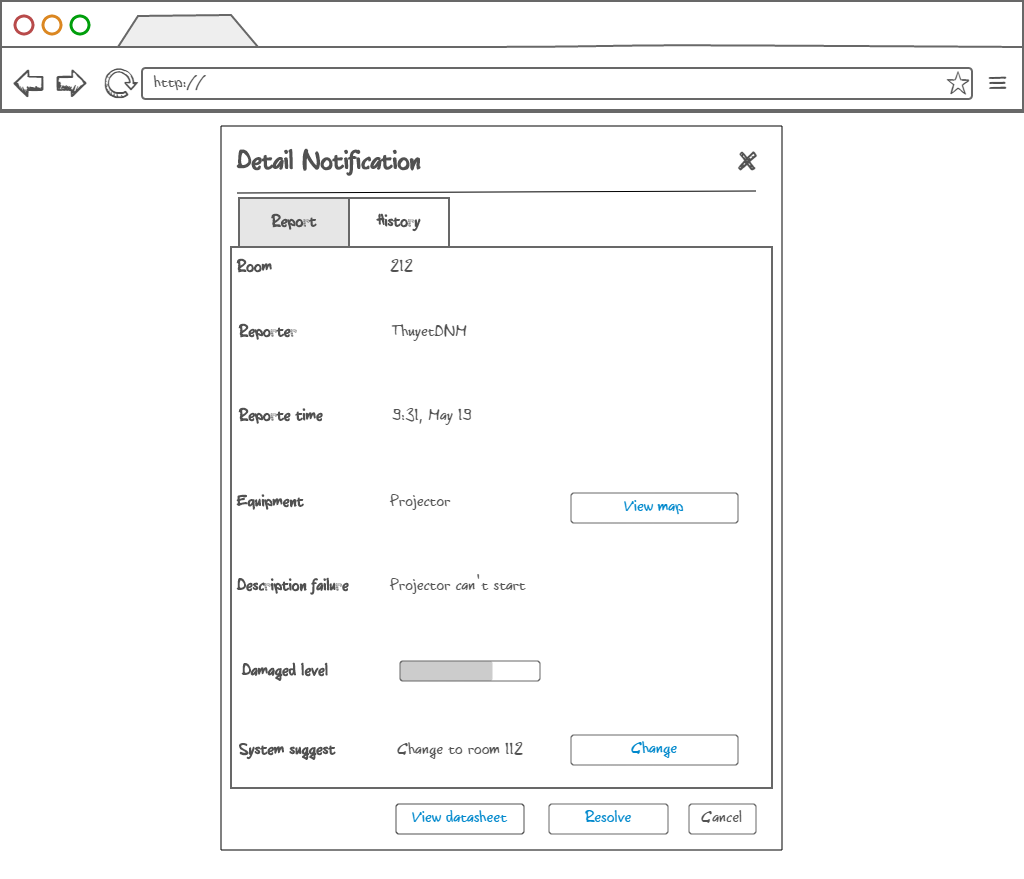 http://
Detail Notification
Report History
Room 212
Reporter ThuyetDNH
Reporte time 9:31, May 19
Equipment Projector View map
Description failure Projector can't start
Damaged level
System suggest Change to room 112 Change
View datasheet Resolve Cancel